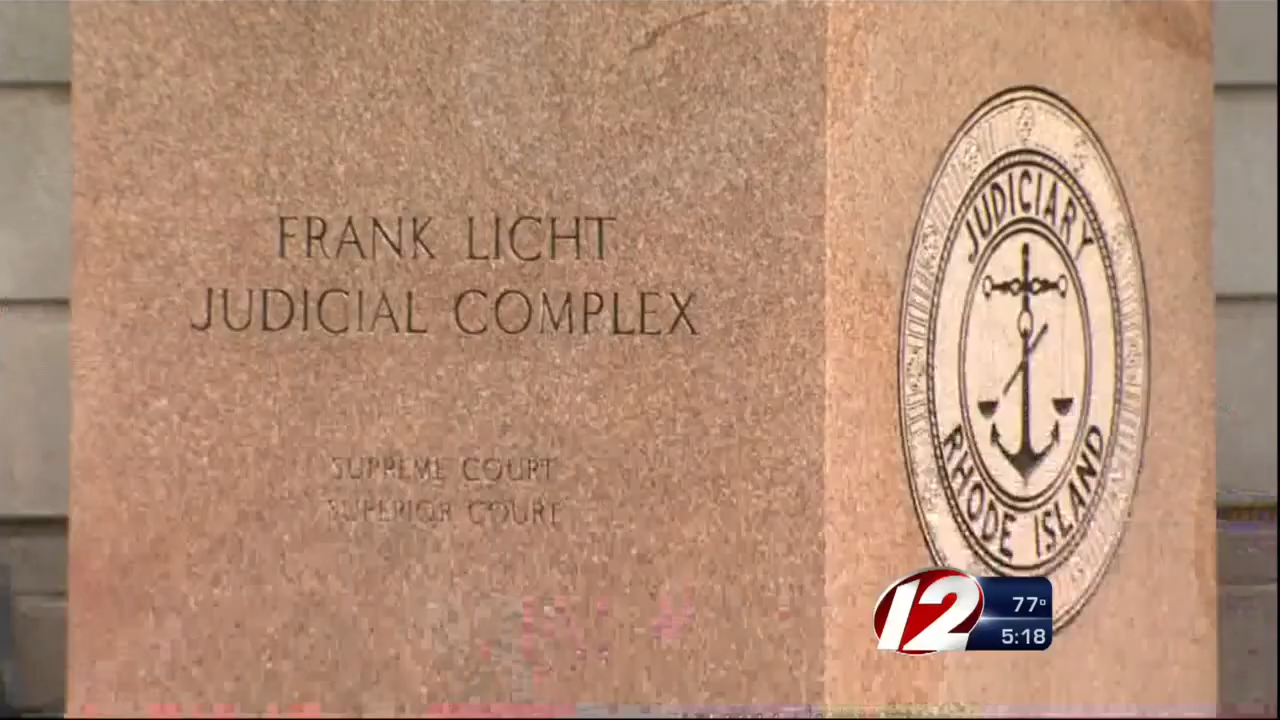 FRANK LICHT
JUDICIAL COMPLEX
SUPREME COURT
SUPERIOR COURT
JUDICIARY
RHODE ISLAND
12
77°
5:18